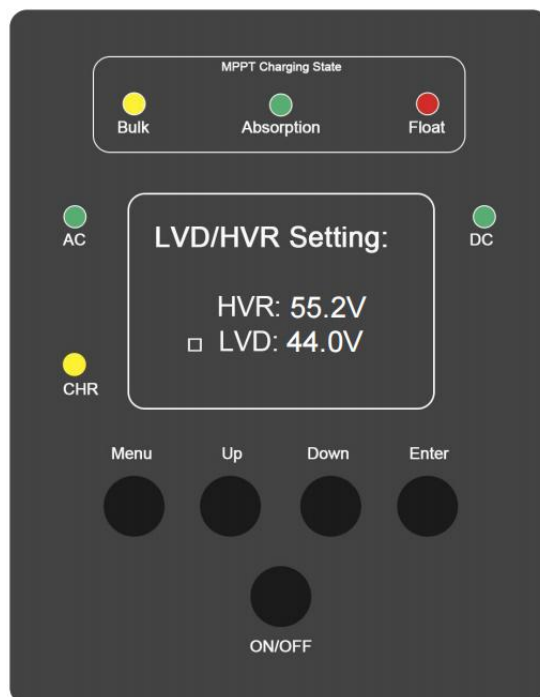 MPPT Charging State
Bulk Absorption Float
AC DC
LVD/HVR Setting:
HVR: 55.2V
LVD: 44.0V
CHR
Menu Up Down Enter
ON/OFF